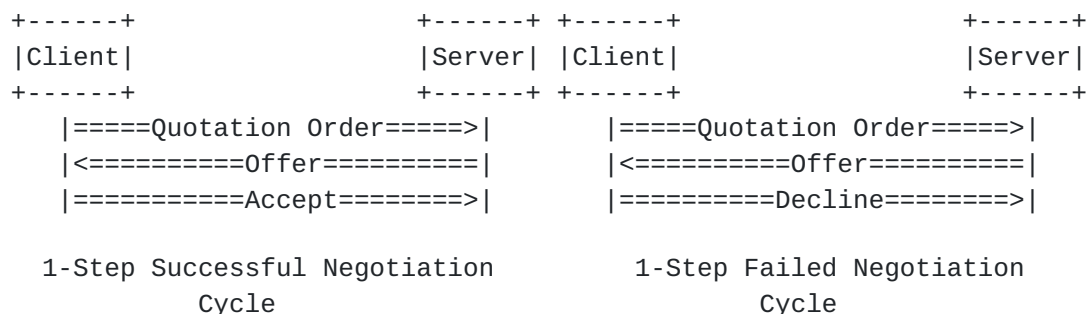 +------+                   +------+ +------+                   +------+
|Client|                   |Server| |Client|                   |Server|
+------+                   +------+ +------+                   +------+
   |=====Quotation Order=====>|        |=====Quotation Order=====>|
   |<==========Offer==========|        |<==========Offer==========|
   |===========Accept========>|        |==========Decline========>|

  1-Step Successful Negotiation         1-Step Failed Negotiation
            Cycle                               Cycle